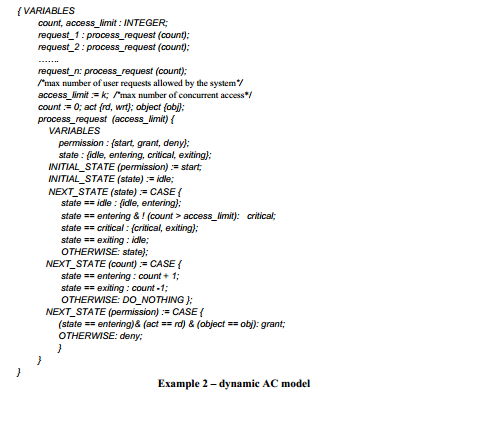 { VARIABLES
count, access_limit : INTEGER;
request_1 : process_request (count);
request_2 : process_request (count);
.......
request_n: process_request (count);
/*max number of user requests allowed by the system*/
access_limit := k; /*max number of concurrent access*/
count := 0; act {rd, wrt}; object {obj};
process_request (access_limit) {
VARIABLES
permission : {start, grant, deny};
state : {idle, entering, critical, exiting};
INITIAL_STATE (permission) := start;
INITIAL_STATE (state) := idle;
NEXT_STATE (state) := CASE {
state == idle : {idle, entering};
state == entering & ! (count > access_limit): critical;
state == critical : {critical, exiting};
state == exiting : idle;
OTHERWISE: state};
NEXT_STATE (count) := CASE {
state == entering : count + 1;
state == exiting : count -1;
OTHERWISE: DO_NOTHING };
NEXT_STATE (permission) := CASE {
(state == entering)& (act == rd) & (object == obj): grant;
OTHERWISE: deny;
}
}
}
Example 2 – dynamic AC model